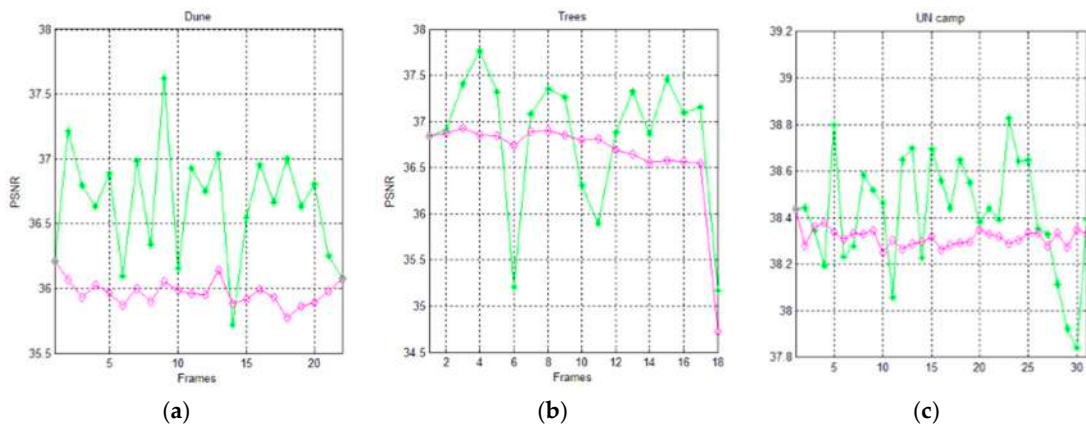 Dune
38
37.5
37
36.5
36
35.5
PSNR
5 10 15 20
Frames
(a)
Trees
38
37.5
37
36.5
36
35.5
35
34.5
PSNR
2 4 6 8 10 12 14 16 18
Frames
(b)
UN camp
39.2
39
38.8
38.6
38.4
38.2
38
37.8
PSNR
5 10 15 20 25 30
(c)